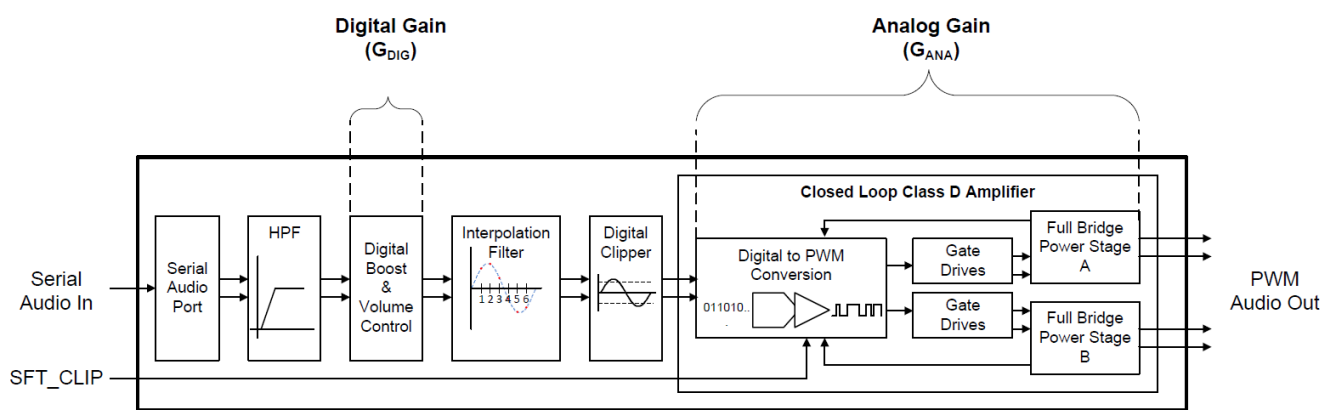 Digital Gain
(GDIG)
Analog Gain
(GANA)
Closed Loop Class D Amplifier
Serial
Audio In
Serial
Audio
Port
HPF
Digital
Boost
&
Volume
Control
Interpolation
Filter
1 2 3 4 5 6
Digital
Clipper
Digital to PWM
Conversion
011010..
Gate
Drives
Gate
Drives
Full Bridge
Power Stage
A
Full Bridge
Power Stage
B
PWM
Audio Out
SFT_CLIP